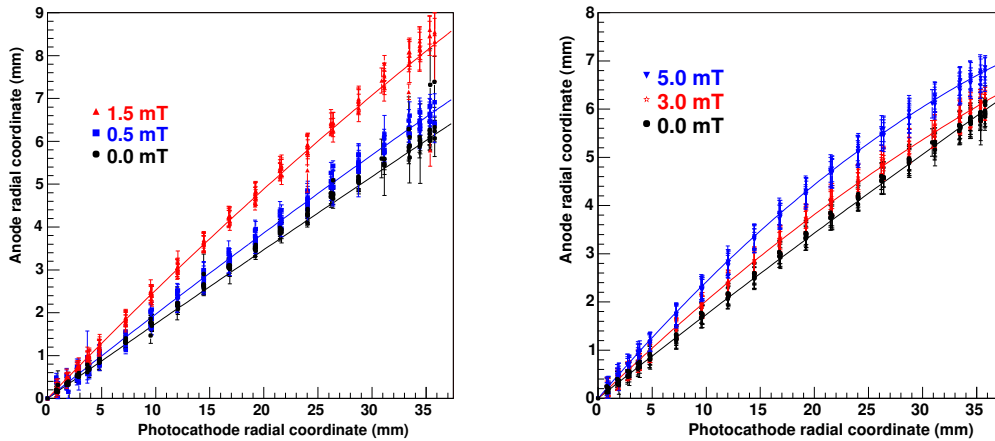 9
8
7
6
5
4
3
2
1
0
0 5 10 15 20 25 30 35
Anode radial coordinate (mm)
Photocathode radial coordinate (mm)
1.5 mT
0.5 mT
0.0 mT
8
7
6
5
4
3
2
1
0
0 5 10 15 20 25 30 35
Anode radial coordinate (mm)
Photocathode radial coordinate (mm)
5.0 mT
3.0 mT
0.0 mT